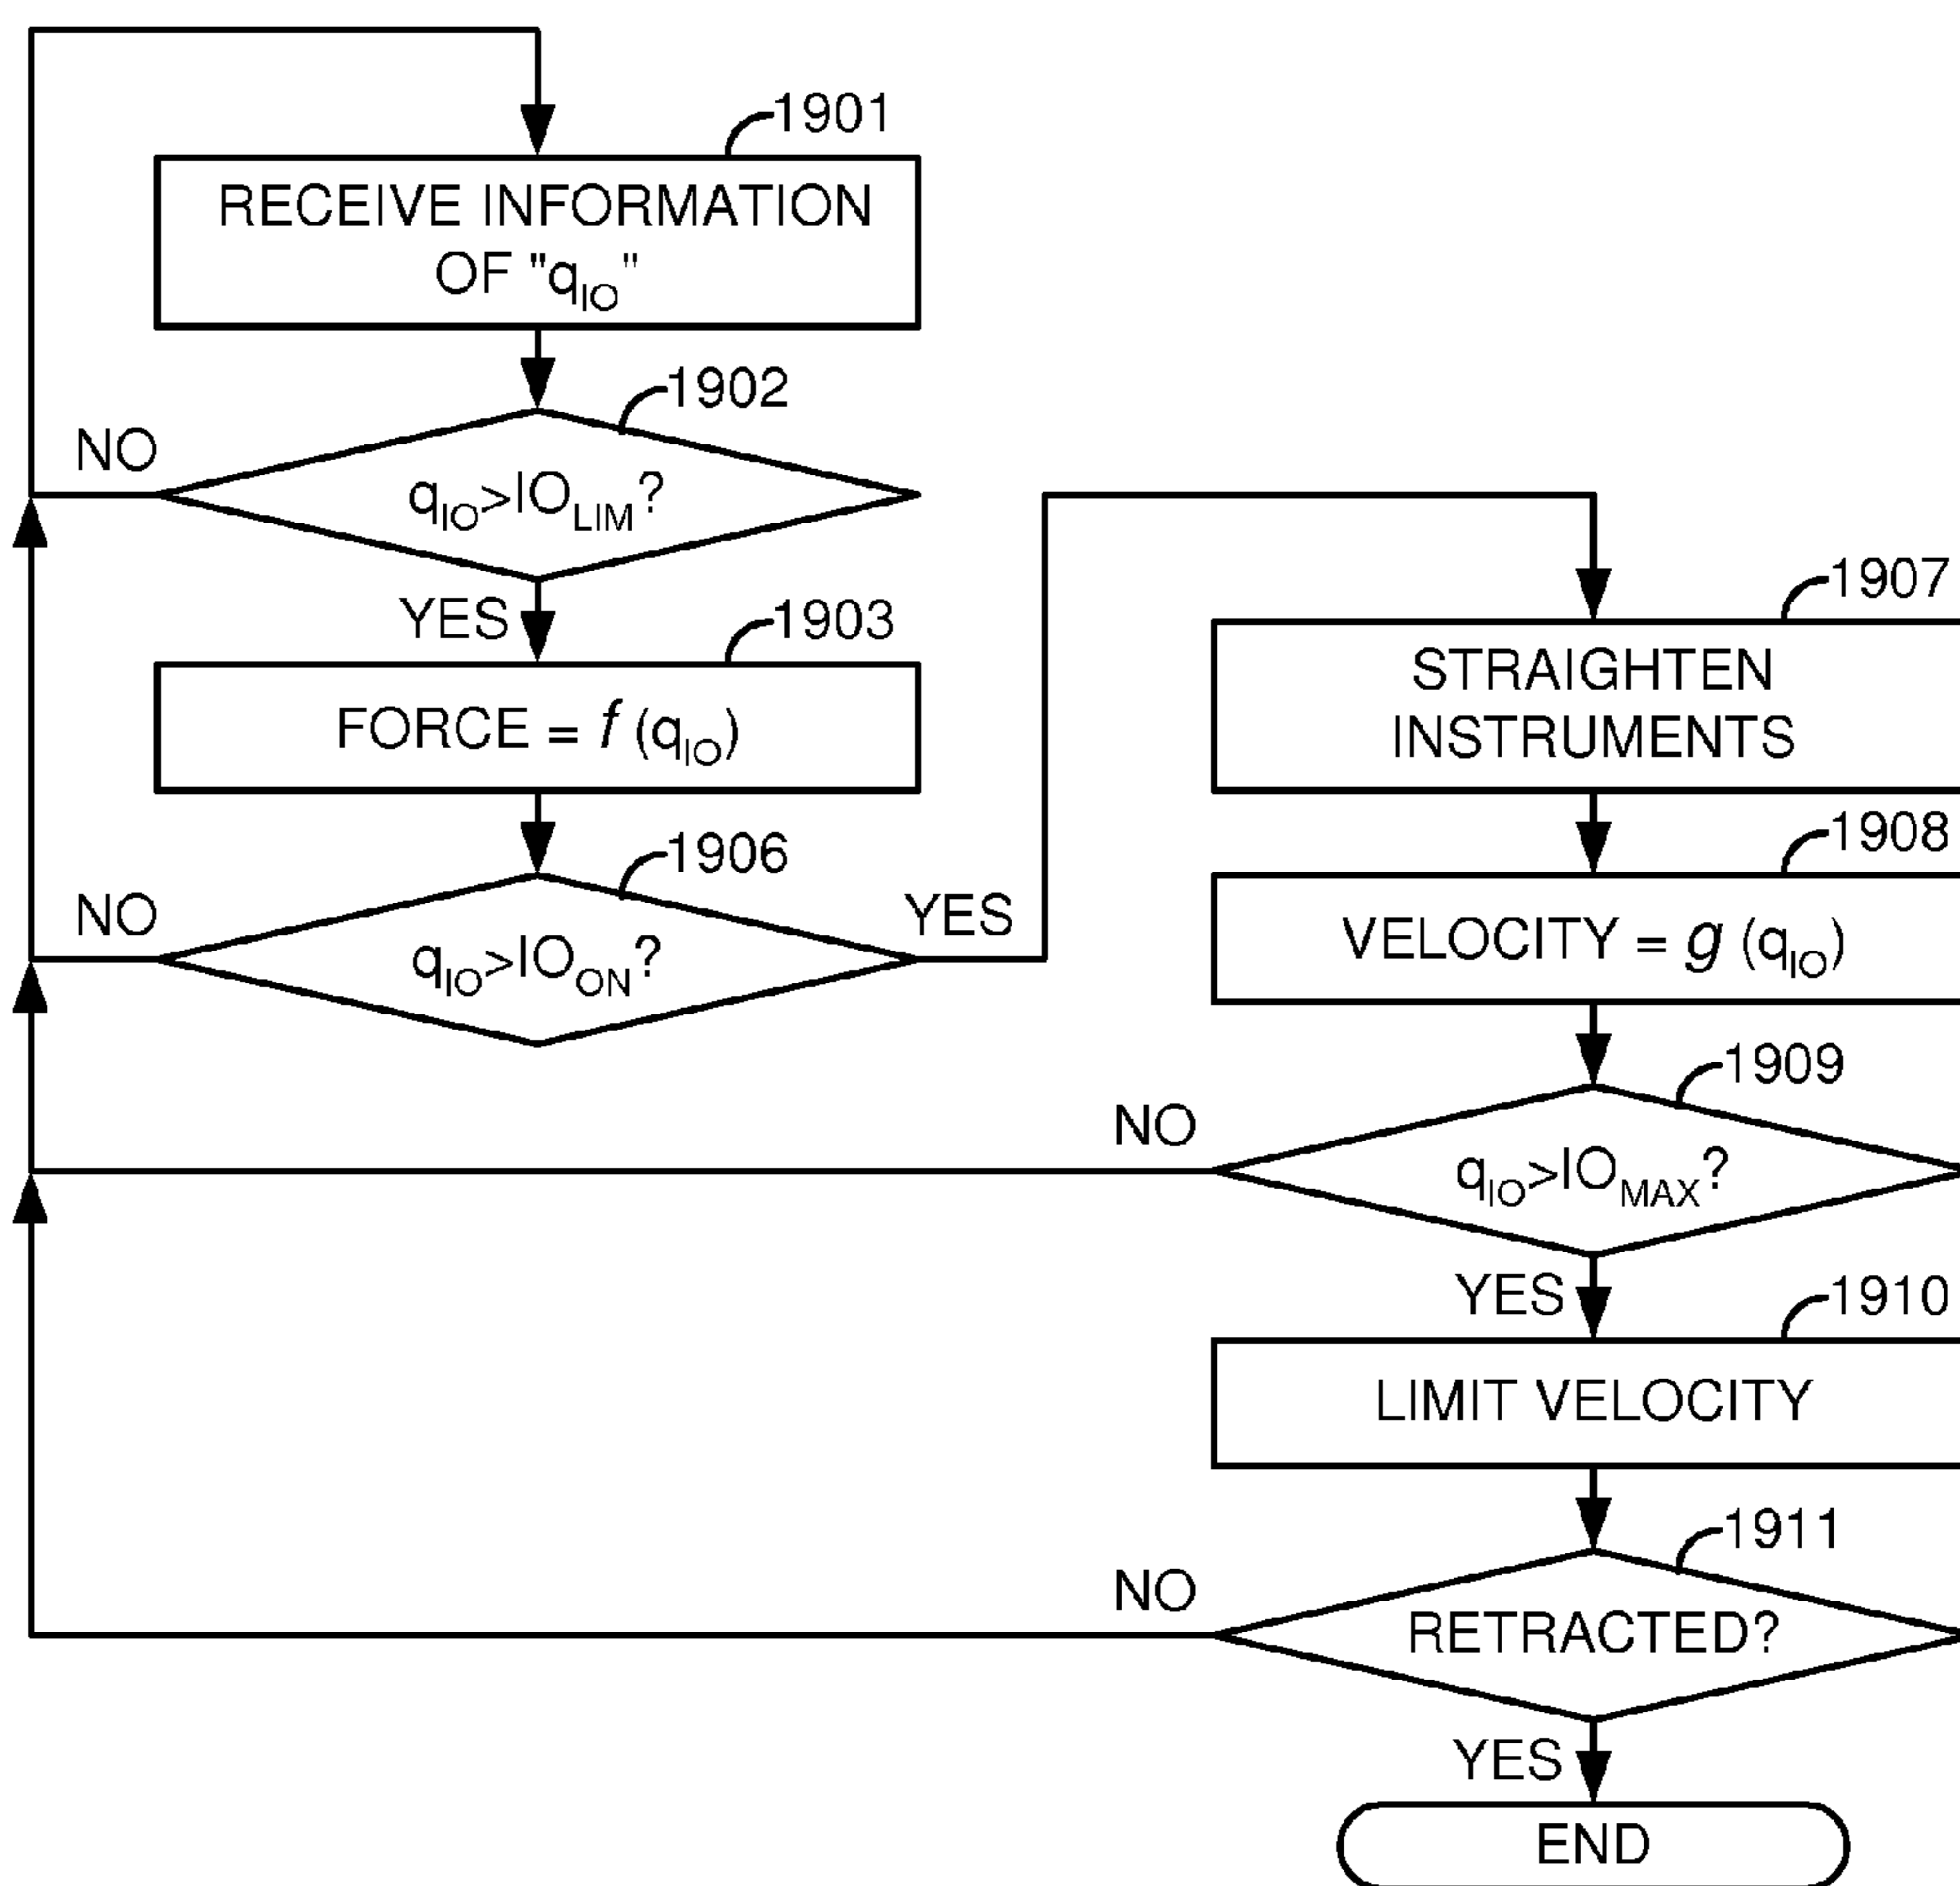 1901
RECEIVE INFORMATION
OF "qIO"
1902
NO
qIO>IOLIM?
YES
1903
FORCE = f (qIO)
1906
NO
YES
qIO>IOON?
1907
STRAIGHTEN
INSTRUMENTS
1908
VELOCITY = g (qIO)
1909
NO
qIO>IOMAX?
YES
1910
LIMIT VELOCITY
1911
NO
RETRACTED?
YES
END